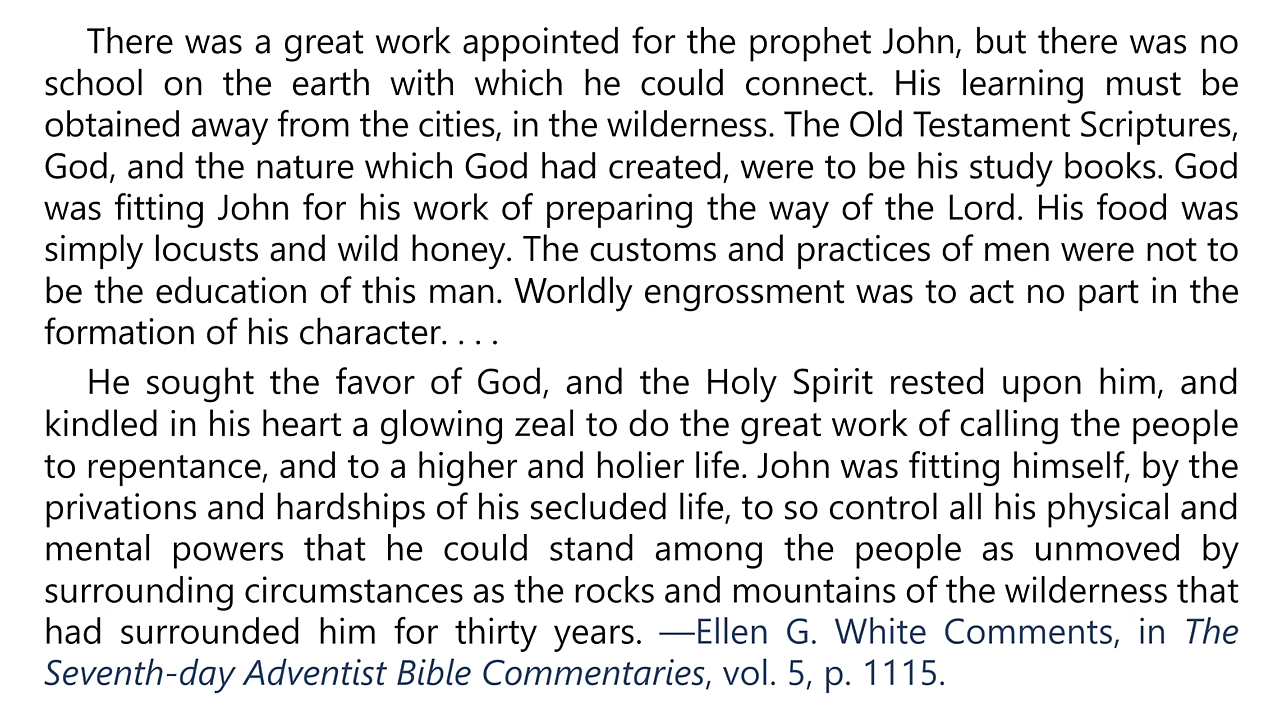 There was a great work appointed for the prophet John, but there was no
school on the earth with which he could connect. His learning must be
obtained away from the cities, in the wilderness. The Old Testament Scriptures,
God, and the nature which God had created, were to be his study books. God
was fitting John for his work of preparing the way of the Lord. His food was
simply locusts and wild honey. The customs and practices of men were not to
be the education of this man. Worldly engrossment was to act no part in the
formation of his character. . . .
He sought the favor of God, and the Holy Spirit rested upon him, and
kindled in his heart a glowing zeal to do the great work of calling the people
to repentance, and to a higher and holier life. John was fitting himself, by the
privations and hardships of his secluded life, to so control all his physical and
mental powers that he could stand among the people as unmoved by
surrounding circumstances as the rocks and mountains of the wilderness that
had surrounded him for thirty years. —Ellen G. White Comments, in The
Seventh-day Adventist Bible Commentaries, vol. 5, p. 1115.